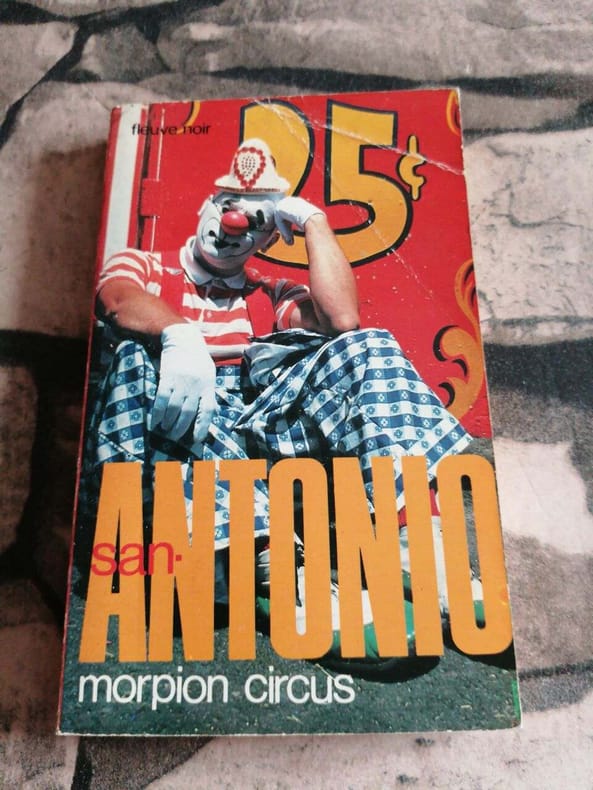 fleuve noir
25¢
san-
ANTONIO
morpion circus